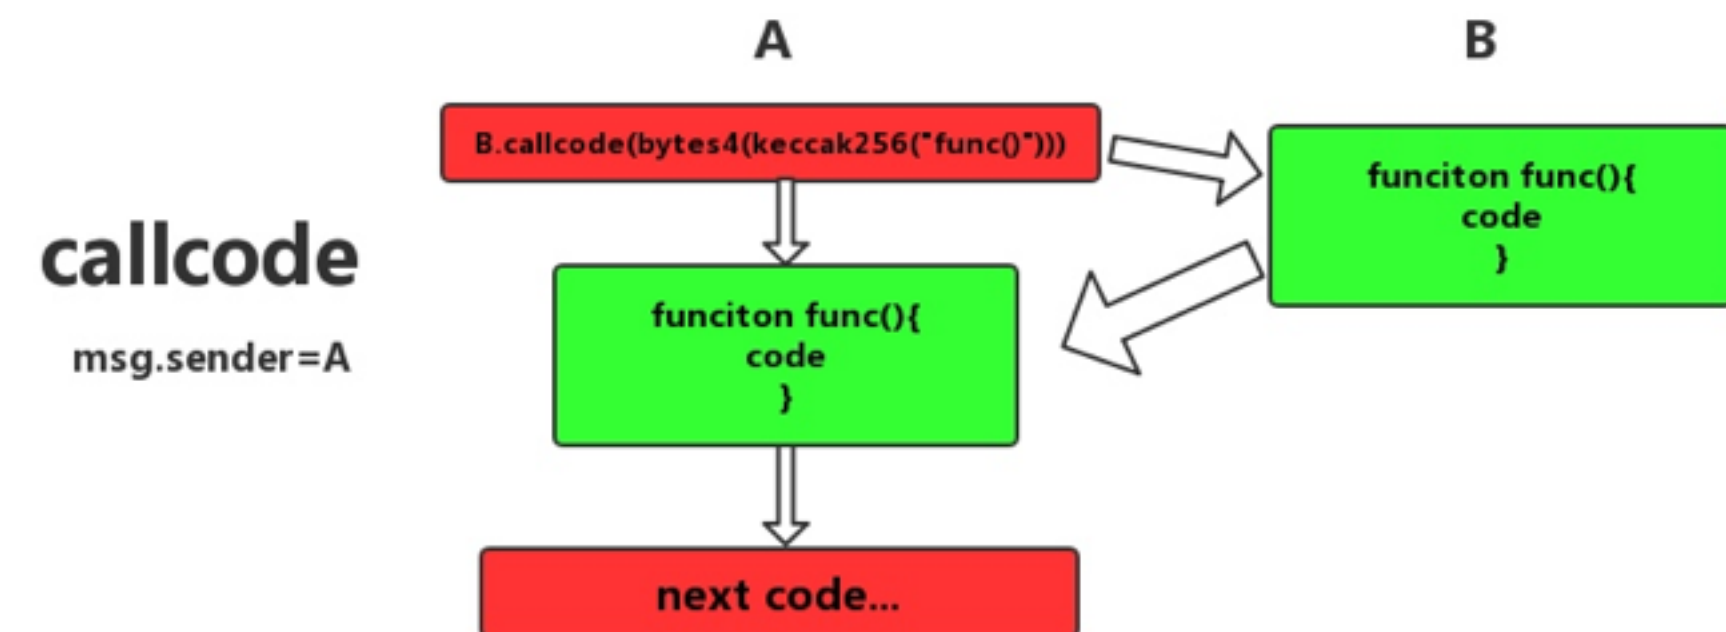 A
B
B.callcode(bytes4(keccak256("func()")))
funciton func(){
code
}
callcode
msg.sender=A
funciton func(){
code
}
next code...